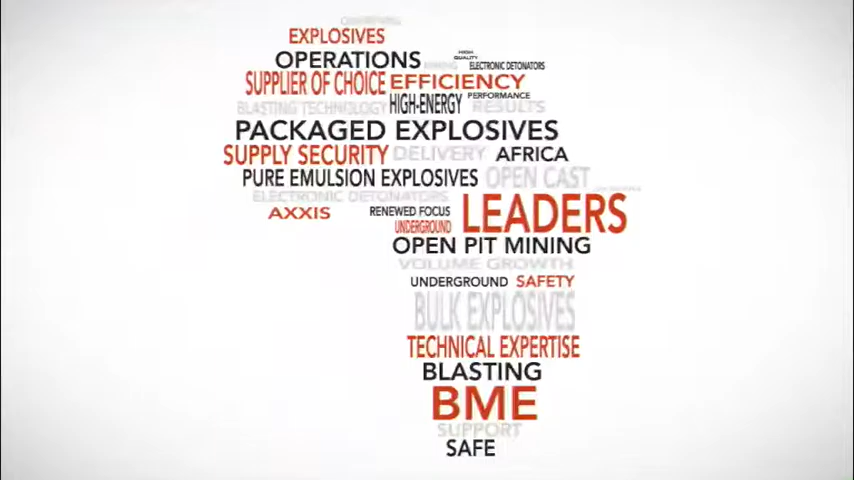 EXPLOSIVES
OPERATIONS
HIGH
QUALITY
ELECTRONIC DETONATORS
SUPPLIER OF CHOICE EFFICIENCY
PERFORMANCE
BLASTING TECHNOLOGY HIGH-ENERGY RESULTS
PACKAGED EXPLOSIVES
SUPPLY SECURITY DELIVERY AFRICA
PURE EMULSION EXPLOSIVES OPEN CAST
ELECTRONIC DETONATORS
AXXIS RENEWED FOCUS LEADERS
UNDERGROUND
OPEN PIT MINING
VOLUME GROWTH
UNDERGROUND SAFETY
BULK EXPLOSIVES
TECHNICAL EXPERTISE
BLASTING
BME
SUPPORT
SAFE